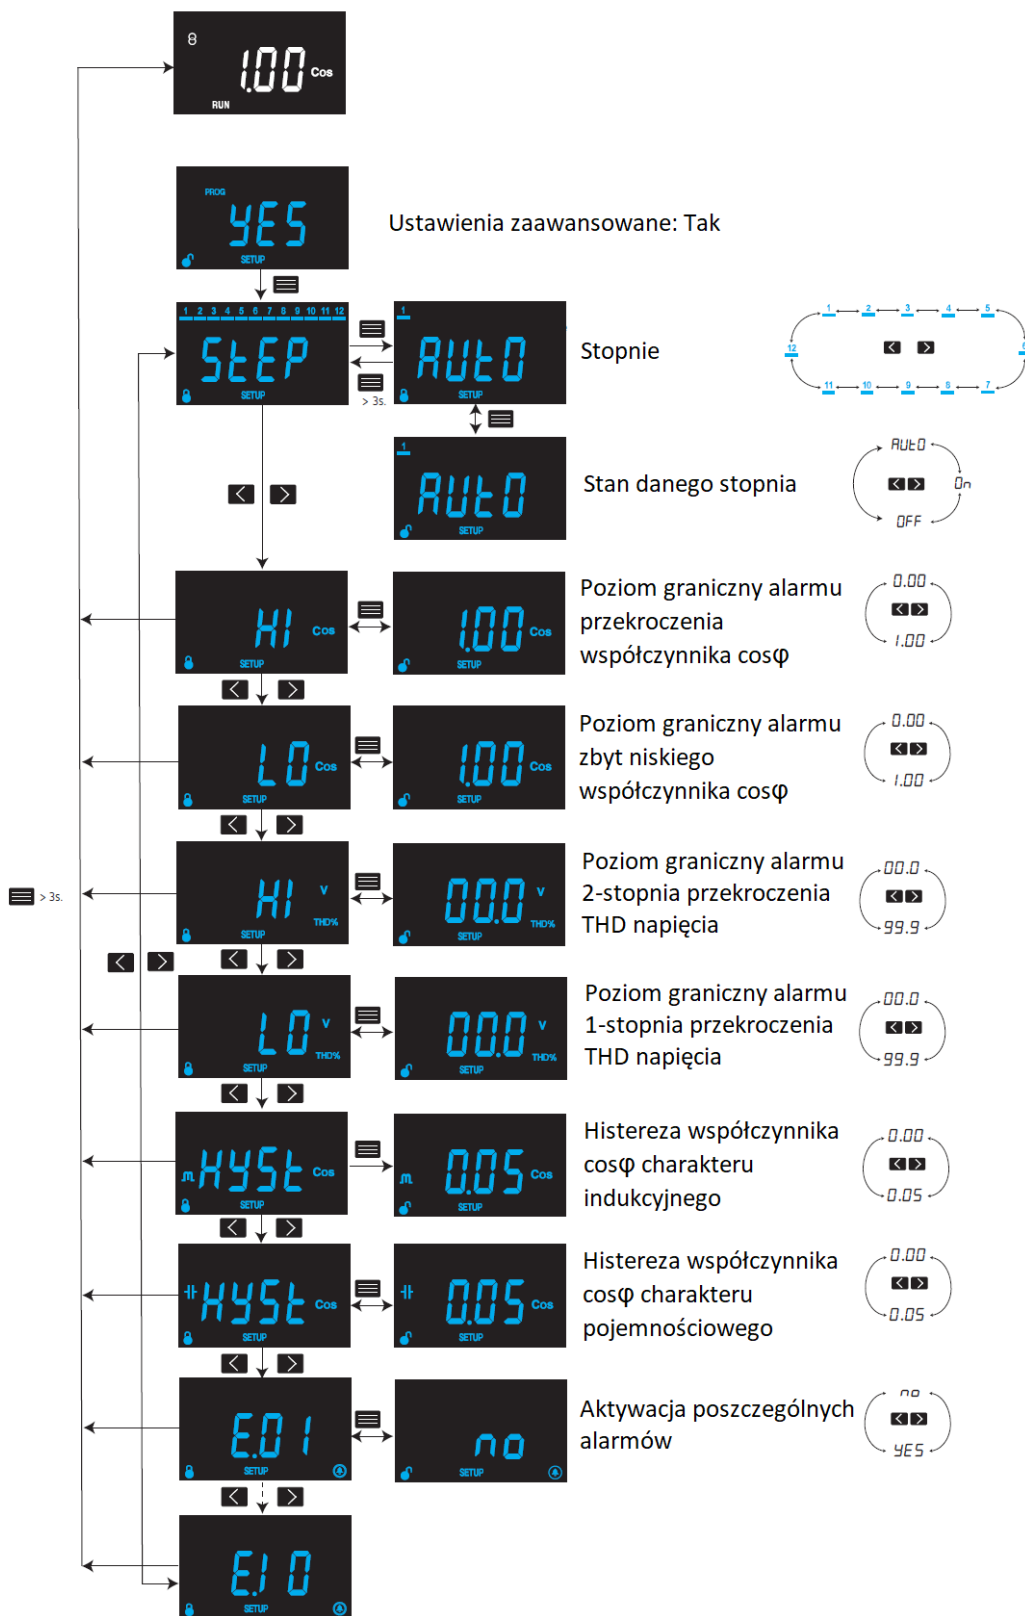 8
1.00 Cos
RUN
PROG
YES
SETUP
Ustawienia zaawansowane: Tak
1 2 3 4 5 6 7 8 9 10 11 12
StEP
SETUP
> 3s.
1
AUtO
SETUP
Stopnie
1 2 3 4 5
12 6
11 10 9 8 7
1
AUtO
SETUP
Stan danego stopnia
AUtO
On
OFF
HI Cos
SETUP
1.00 Cos
SETUP
Poziom graniczny alarmu
przekroczenia
współczynnika cosφ
0.00
1.00
LO Cos
SETUP
1.00 Cos
SETUP
Poziom graniczny alarmu
zbyt niskiego
współczynnika cosφ
0.00
1.00
HI V
THD%
SETUP
00.0 V
THD%
SETUP
Poziom graniczny alarmu
2-stopnia przekroczenia
THD napięcia
00.0
99.9
> 3s.
LO V
THD%
SETUP
00.0 V
THD%
SETUP
Poziom graniczny alarmu
1-stopnia przekroczenia
THD napięcia
00.0
99.9
HYSt Cos
SETUP
0.05 Cos
SETUP
Histereza współczynnika
cosφ charakteru
indukcyjnego
0.00
0.05
HYSt Cos
SETUP
0.05 Cos
SETUP
Histereza współczynnika
cosφ charakteru
pojemnościowego
0.00
0.05
E.01
SETUP
no
SETUP
Aktywacja poszczególnych
alarmów
no
YES
E.10
SETUP